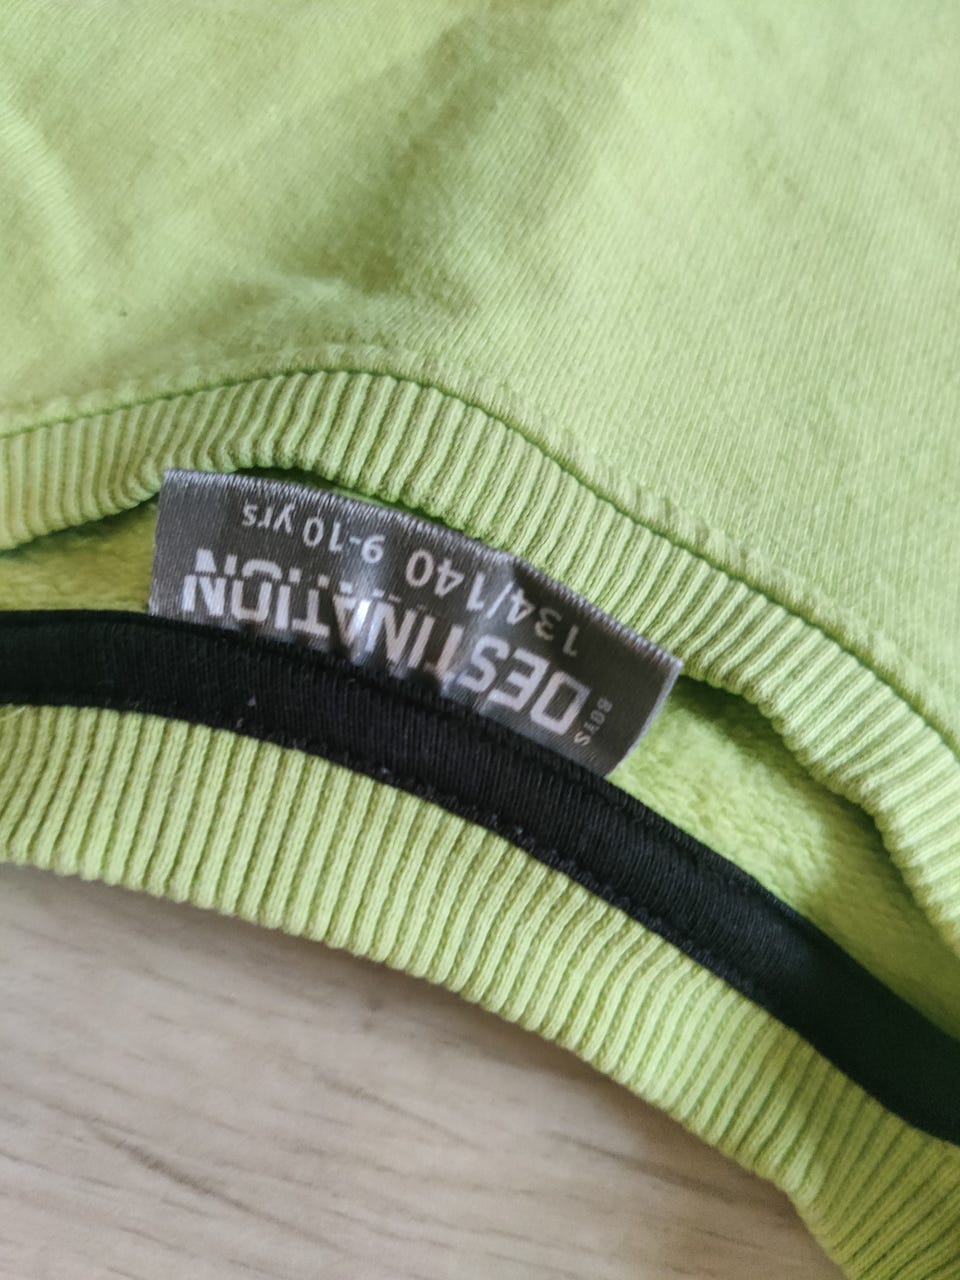 BOYS
DESTINATION
134/140 9-10 yrs